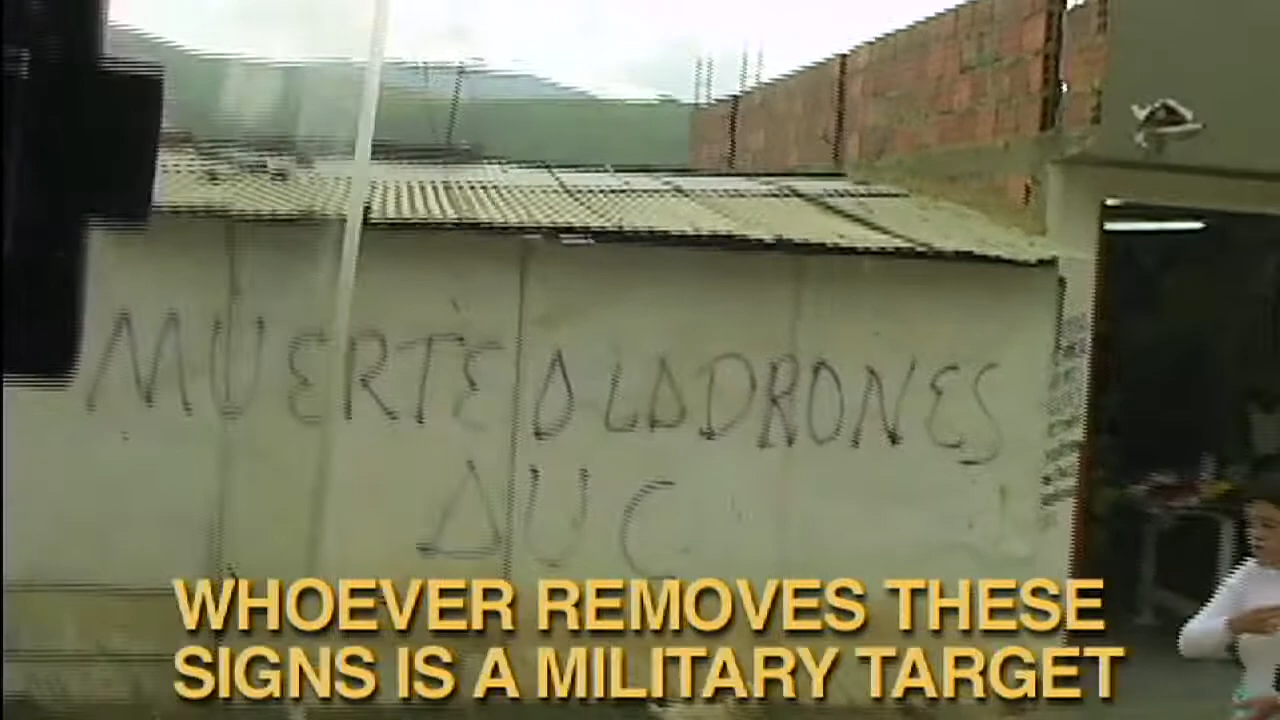 MUERTE A LADRONES
AUC
WHOEVER REMOVES THESE
SIGNS IS A MILITARY TARGET